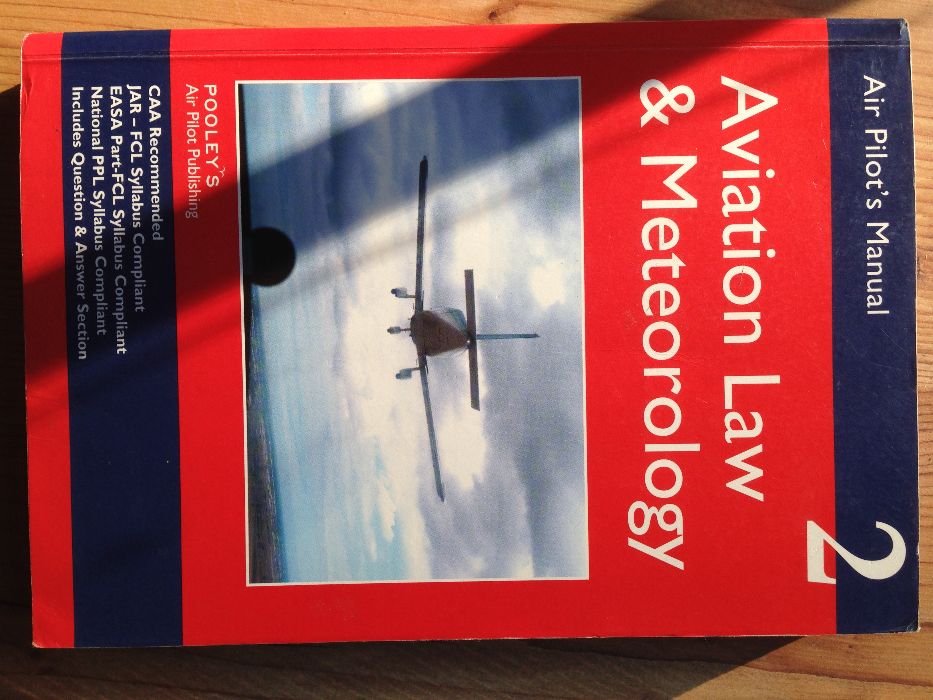 Air Pilot's Manual
2
Aviation Law
& Meteorology
POOLEY'S
Air Pilot Publishing
CAA Recommended
JAR – FCL Syllabus Compliant
EASA Part-FCL Syllabus Compliant
National PPL Syllabus Compliant
Includes Question & Answer Section